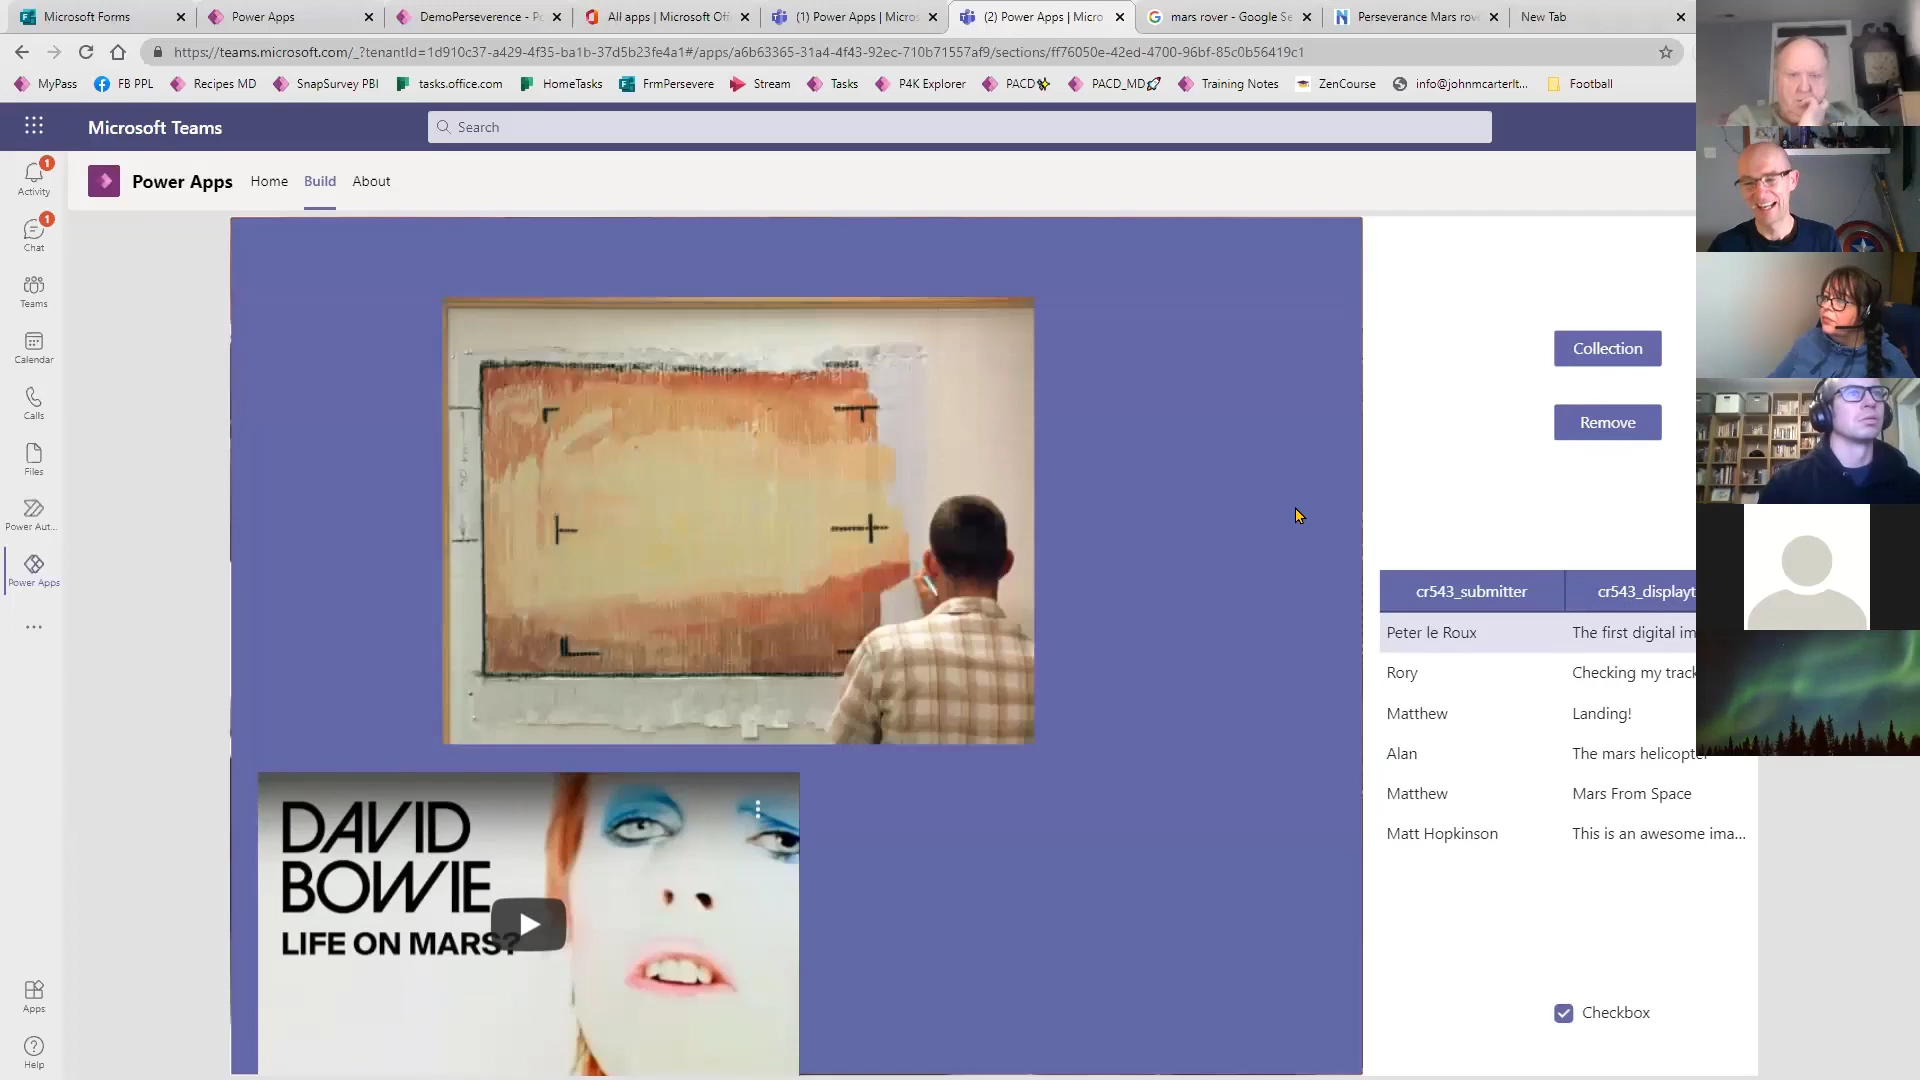 Microsoft Forms
Power Apps
DemoPerseverence - Po
All apps | Microsoft Off
(1) Power Apps | Micros
(2) Power Apps | Micro
mars rover - Google Se
Perseverance Mars rov
New Tab
https://teams.microsoft.com/_?tenantId=1d910c37-a429-4f35-ba1b-37d5b23fe4a1#/apps/a6b63365-31a4-4f43-92ec-710b71557af9/sections/ff76050e-42ed-4700-96bf-85c0b56419c1
MyPass
FB PPL
Recipes MD
SnapSurvey PBI
tasks.office.com
HomeTasks
FrmPersevere
Stream
Tasks
P4K Explorer
PACD
PACD_MD
Training Notes
ZenCourse
info@johnmcarterlt...
Football
Microsoft Teams
Search
Power Apps
Home
Build
About
1
Activity
1
Chat
Teams
Calendar
Calls
Files
Power Aut...
Power Apps
Apps
Help
Collection
Remove
cr543_submitter
cr543_displayt
Peter le Roux
The first digital im
Rory
Checking my track
Matthew
Landing!
Alan
The mars helicopter
Matthew
Mars From Space
Matt Hopkinson
This is an awesome ima...
Checkbox
DAVID
BOWIE
LIFE ON MARS?